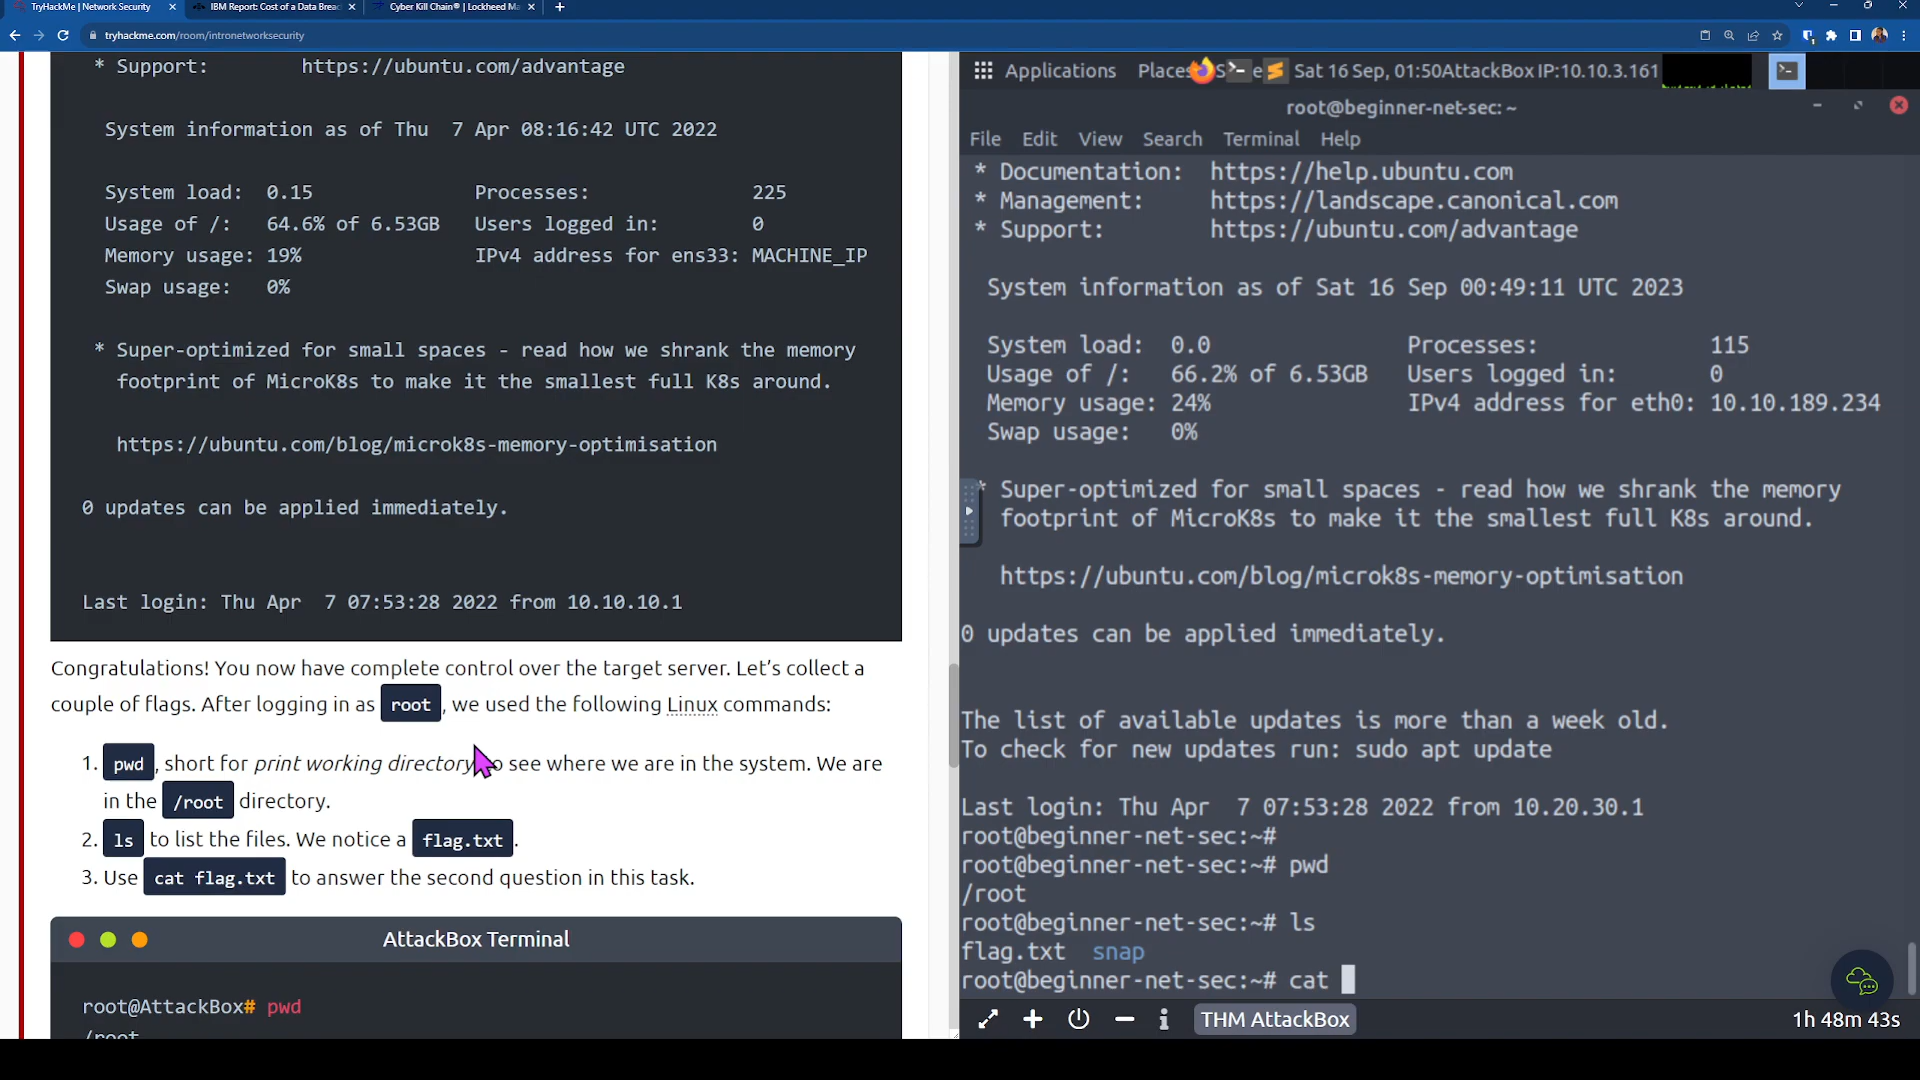 TryHackMe | Network Security
IBM Report: Cost of a Data Breac
Cyber Kill Chain® | Lockheed Ma
tryhackme.com/room/intronetworksecurity
* Support:        https://ubuntu.com/advantage
System information as of Thu  7 Apr 08:16:42 UTC 2022
System load:  0.15              Processes:              225
Usage of /:   64.6% of 6.53GB   Users logged in:        0
Memory usage: 19%               IPv4 address for ens33: MACHINE_IP
Swap usage:   0%
* Super-optimized for small spaces - read how we shrank the memory
footprint of MicroK8s to make it the smallest full K8s around.
https://ubuntu.com/blog/microk8s-memory-optimisation
0 updates can be applied immediately.
Last login: Thu Apr  7 07:53:28 2022 from 10.10.10.1
Congratulations! You now have complete control over the target server. Let’s collect a
couple of flags. After logging in as root, we used the following Linux commands:
1. pwd, short for print working directory to see where we are in the system. We are
in the /root directory.
2. ls to list the files. We notice a flag.txt.
3. Use cat flag.txt to answer the second question in this task.
AttackBox Terminal
root@AttackBox# pwd
/root
Applications Places Sat 16 Sep, 01:50 AttackBox IP:10.10.3.161
root@beginner-net-sec: ~
File Edit View Search Terminal Help
* Documentation:  https://help.ubuntu.com
* Management:     https://landscape.canonical.com
* Support:        https://ubuntu.com/advantage
System information as of Sat 16 Sep 00:49:11 UTC 2023
System load:  0.0               Processes:             115
Usage of /:   66.2% of 6.53GB   Users logged in:       0
Memory usage: 24%               IPv4 address for eth0: 10.10.189.234
Swap usage:   0%
* Super-optimized for small spaces - read how we shrank the memory
footprint of MicroK8s to make it the smallest full K8s around.
https://ubuntu.com/blog/microk8s-memory-optimisation
0 updates can be applied immediately.
The list of available updates is more than a week old.
To check for new updates run: sudo apt update
Last login: Thu Apr  7 07:53:28 2022 from 10.20.30.1
root@beginner-net-sec:~#
root@beginner-net-sec:~# pwd
/root
root@beginner-net-sec:~# ls
flag.txt  snap
root@beginner-net-sec:~# cat
THM AttackBox
1h 48m 43s